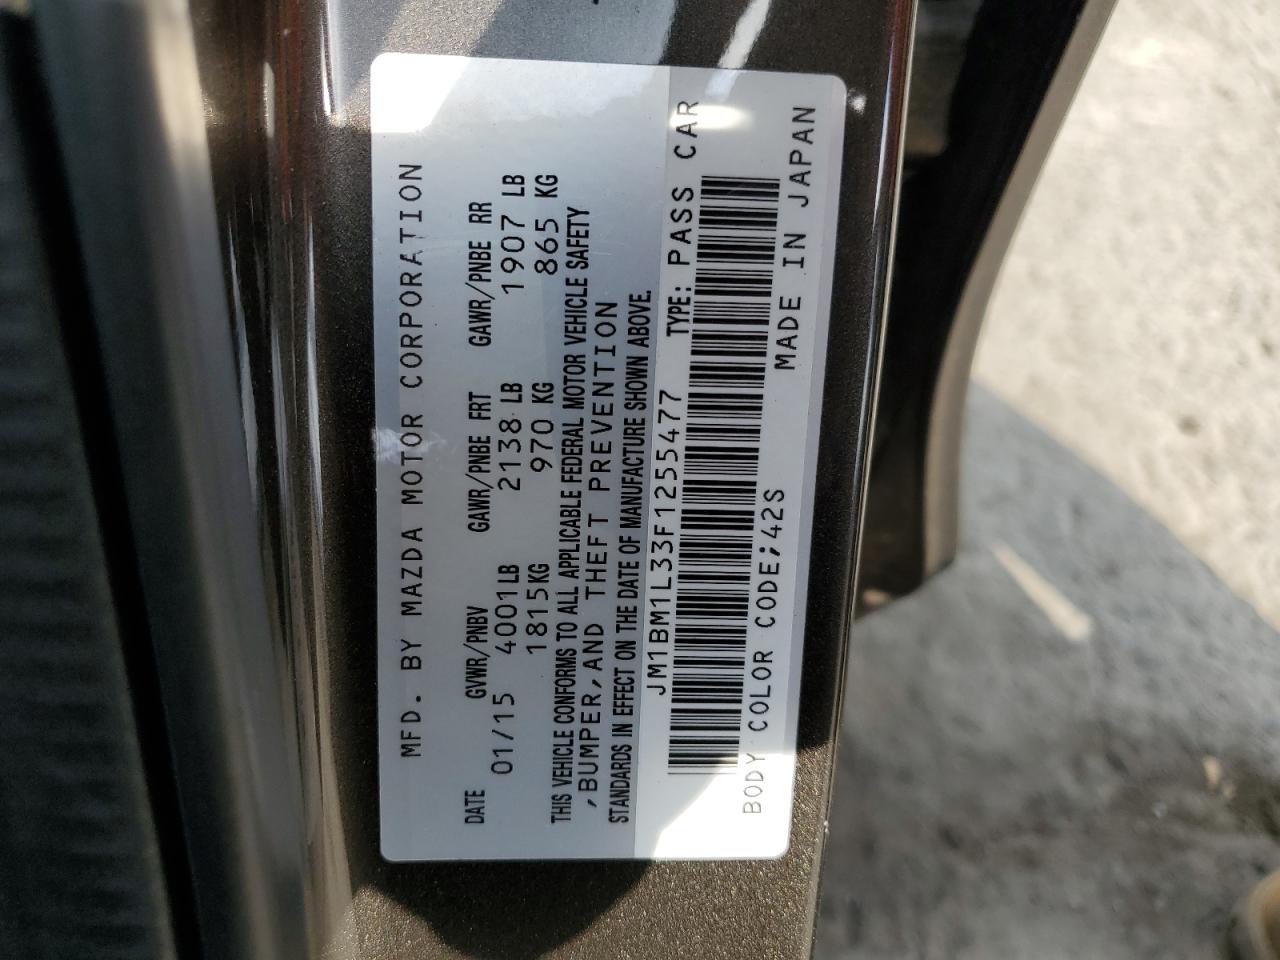 MFD. BY MAZDA MOTOR CORPORATION
DATE GVWR/PNBV GAWR/PNBE FRT GAWR/PNBE RR
01/15 4001LB 2138 LB 1907 LB
1815KG 970 KG 865 KG
THIS VEHICLE CONFORMS TO ALL APPLICABLE FEDERAL MOTOR VEHICLE SAFETY
,BUMPER,AND THEFT PREVENTION
STANDARDS IN EFFECT ON THE DATE OF MANUFACTURE SHOWN ABOVE.
JM1BM1L33F1255477 TYPE: PASS CAR
BODY COLOR CODE;42S MADE IN JAPAN